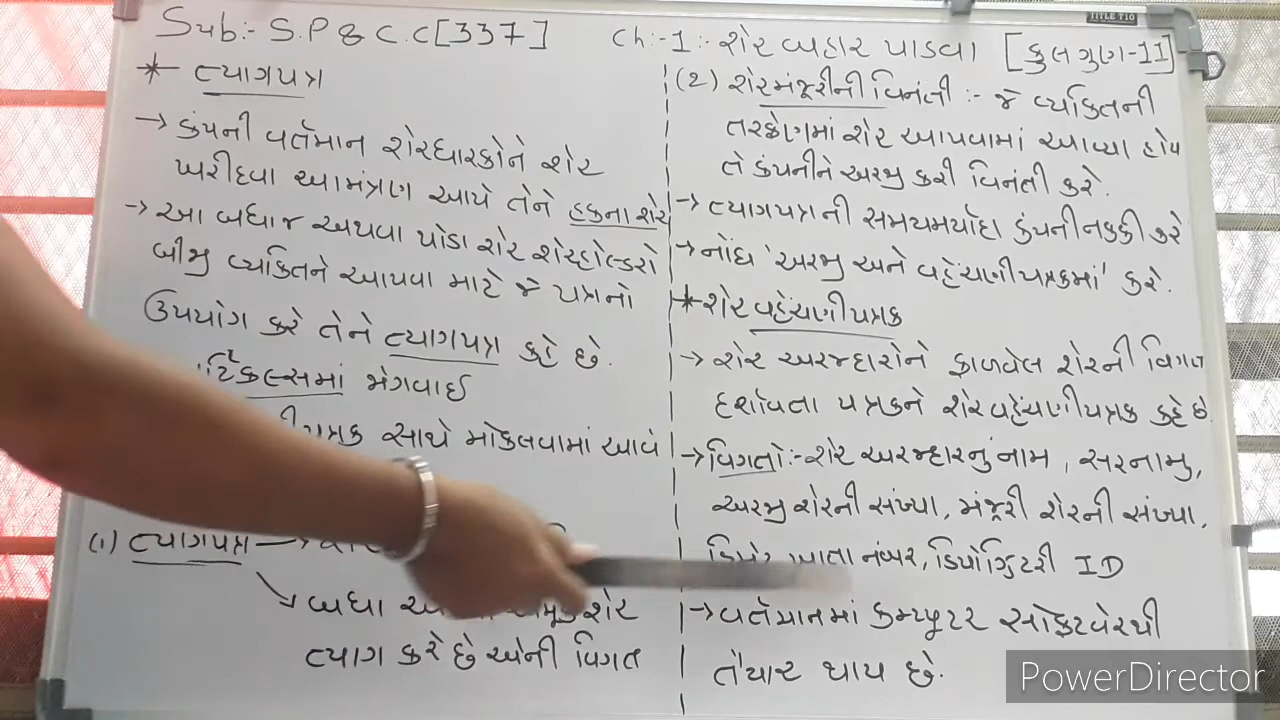 Sub:- S.P & C.C [337]
Ch:-1:- શેર બહાર પાડવા [કુલ ગુણ-11]
TITLE T10
* ત્યાગપત્ર
→ કંપની વર્તમાન શેરધારકોને શેર
ખરીદવા આમંત્રણ આપે તેને હકના શેર
→ આ બધા જ અથવા થોડા શેર શેરહોલ્ડરો
બીજી વ્યક્તિને આપવા માટે જે પત્રનો
ઉપયોગ કરે તેને ત્યાગપત્ર કહે છે.
ર્ટિકલ્સમાં જોગવાઈ
સાથે મોકલવામાં આવે
(1) ત્યાગપત્ર →
↘ બધા શેર
ત્યાગ કરે છે એની વિગત
(2) શેરમંજૂરીની વિનંતી :- જે વ્યક્તિની
તરફેણમાં શેર આપવામાં આવ્યા હોય
તે કંપનીને અરજી કરી વિનંતી કરે.
→ ત્યાગપત્રની સમયમર્યાદા કંપની નક્કી કરે
→ નોંધ 'અરજી અને વહેંચણીપત્રકમાં' કરે.
* શેર વહેંચણીપત્રક
→ શેર અરજદારોને ફાળવેલ શેરની વિગત
દર્શાવતા પત્રકને શેર વહેંચણીપત્રક કહે છે.
→ વિગતો :- શેર અરજદારનું નામ, સરનામુ,
અરજી શેરની સંખ્યા, મંજૂરી શેરની સંખ્યા,
ખાતા નંબર, ડિપોઝિટરી ID
→ વર્તમાનમાં કમ્પ્યૂટર સોફ્ટવેરથી
તૈયાર થાય છે.
PowerDirector